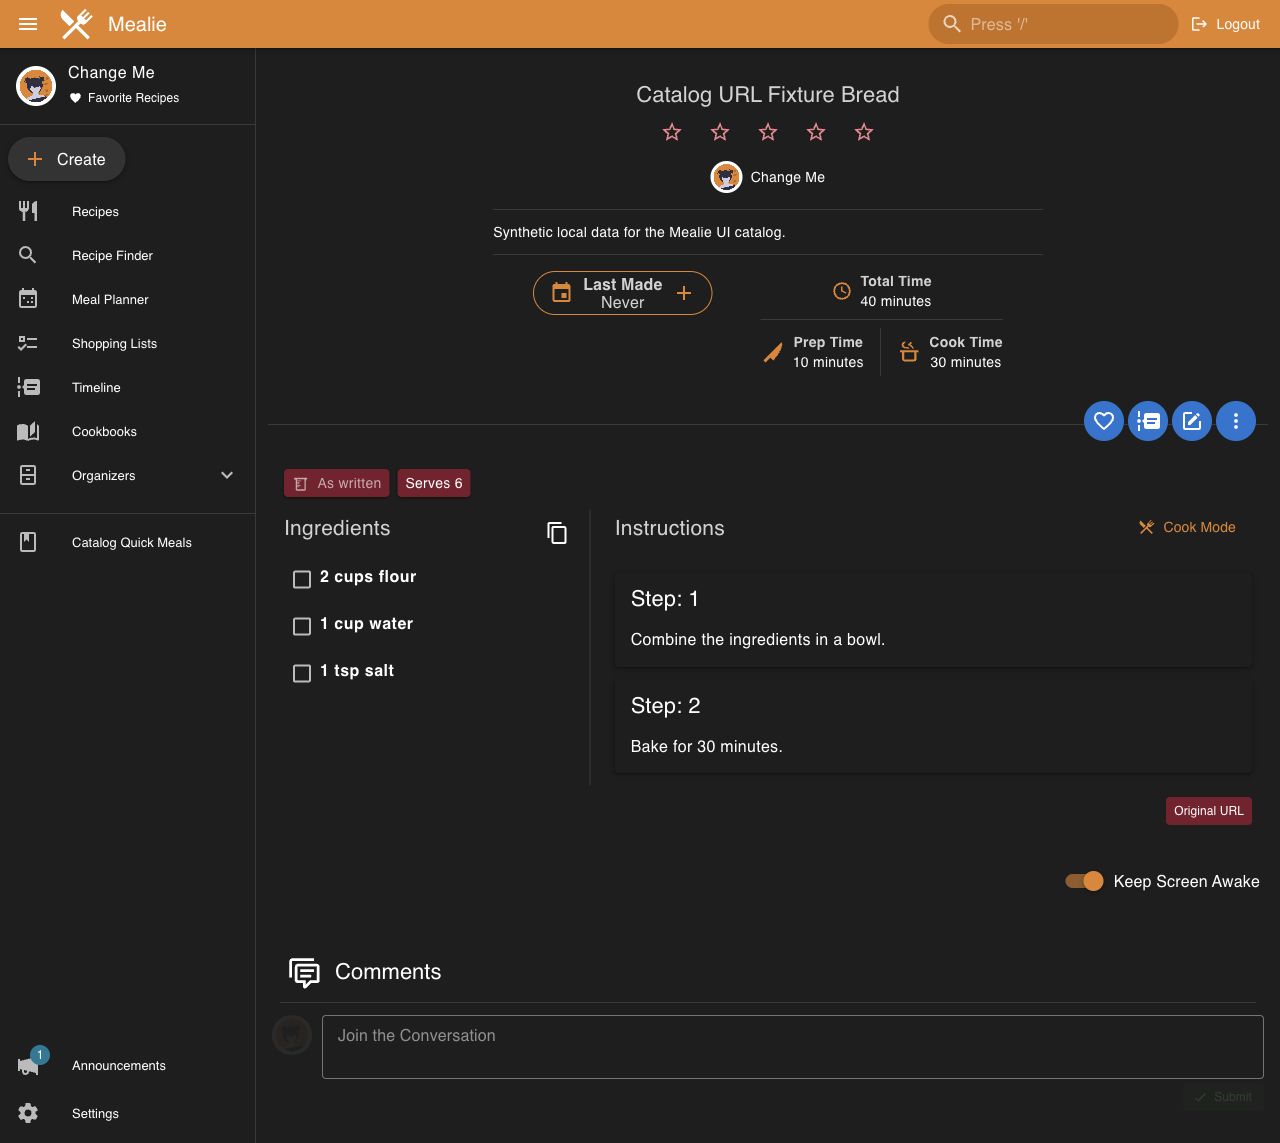 Mealie
Press '/'
Logout
Change Me
Favorite Recipes
Create
Recipes
Recipe Finder
Meal Planner
Shopping Lists
Timeline
Cookbooks
Organizers
Catalog Quick Meals
1
Announcements
Settings
Catalog URL Fixture Bread
Change Me
Synthetic local data for the Mealie UI catalog.
Last Made
Never
Total Time
40 minutes
Prep Time
10 minutes
Cook Time
30 minutes
As written
Serves 6
Ingredients
2 cups flour
1 cup water
1 tsp salt
Instructions
Cook Mode
Step: 1
Combine the ingredients in a bowl.
Step: 2
Bake for 30 minutes.
Original URL
Keep Screen Awake
Comments
Join the Conversation
Submit